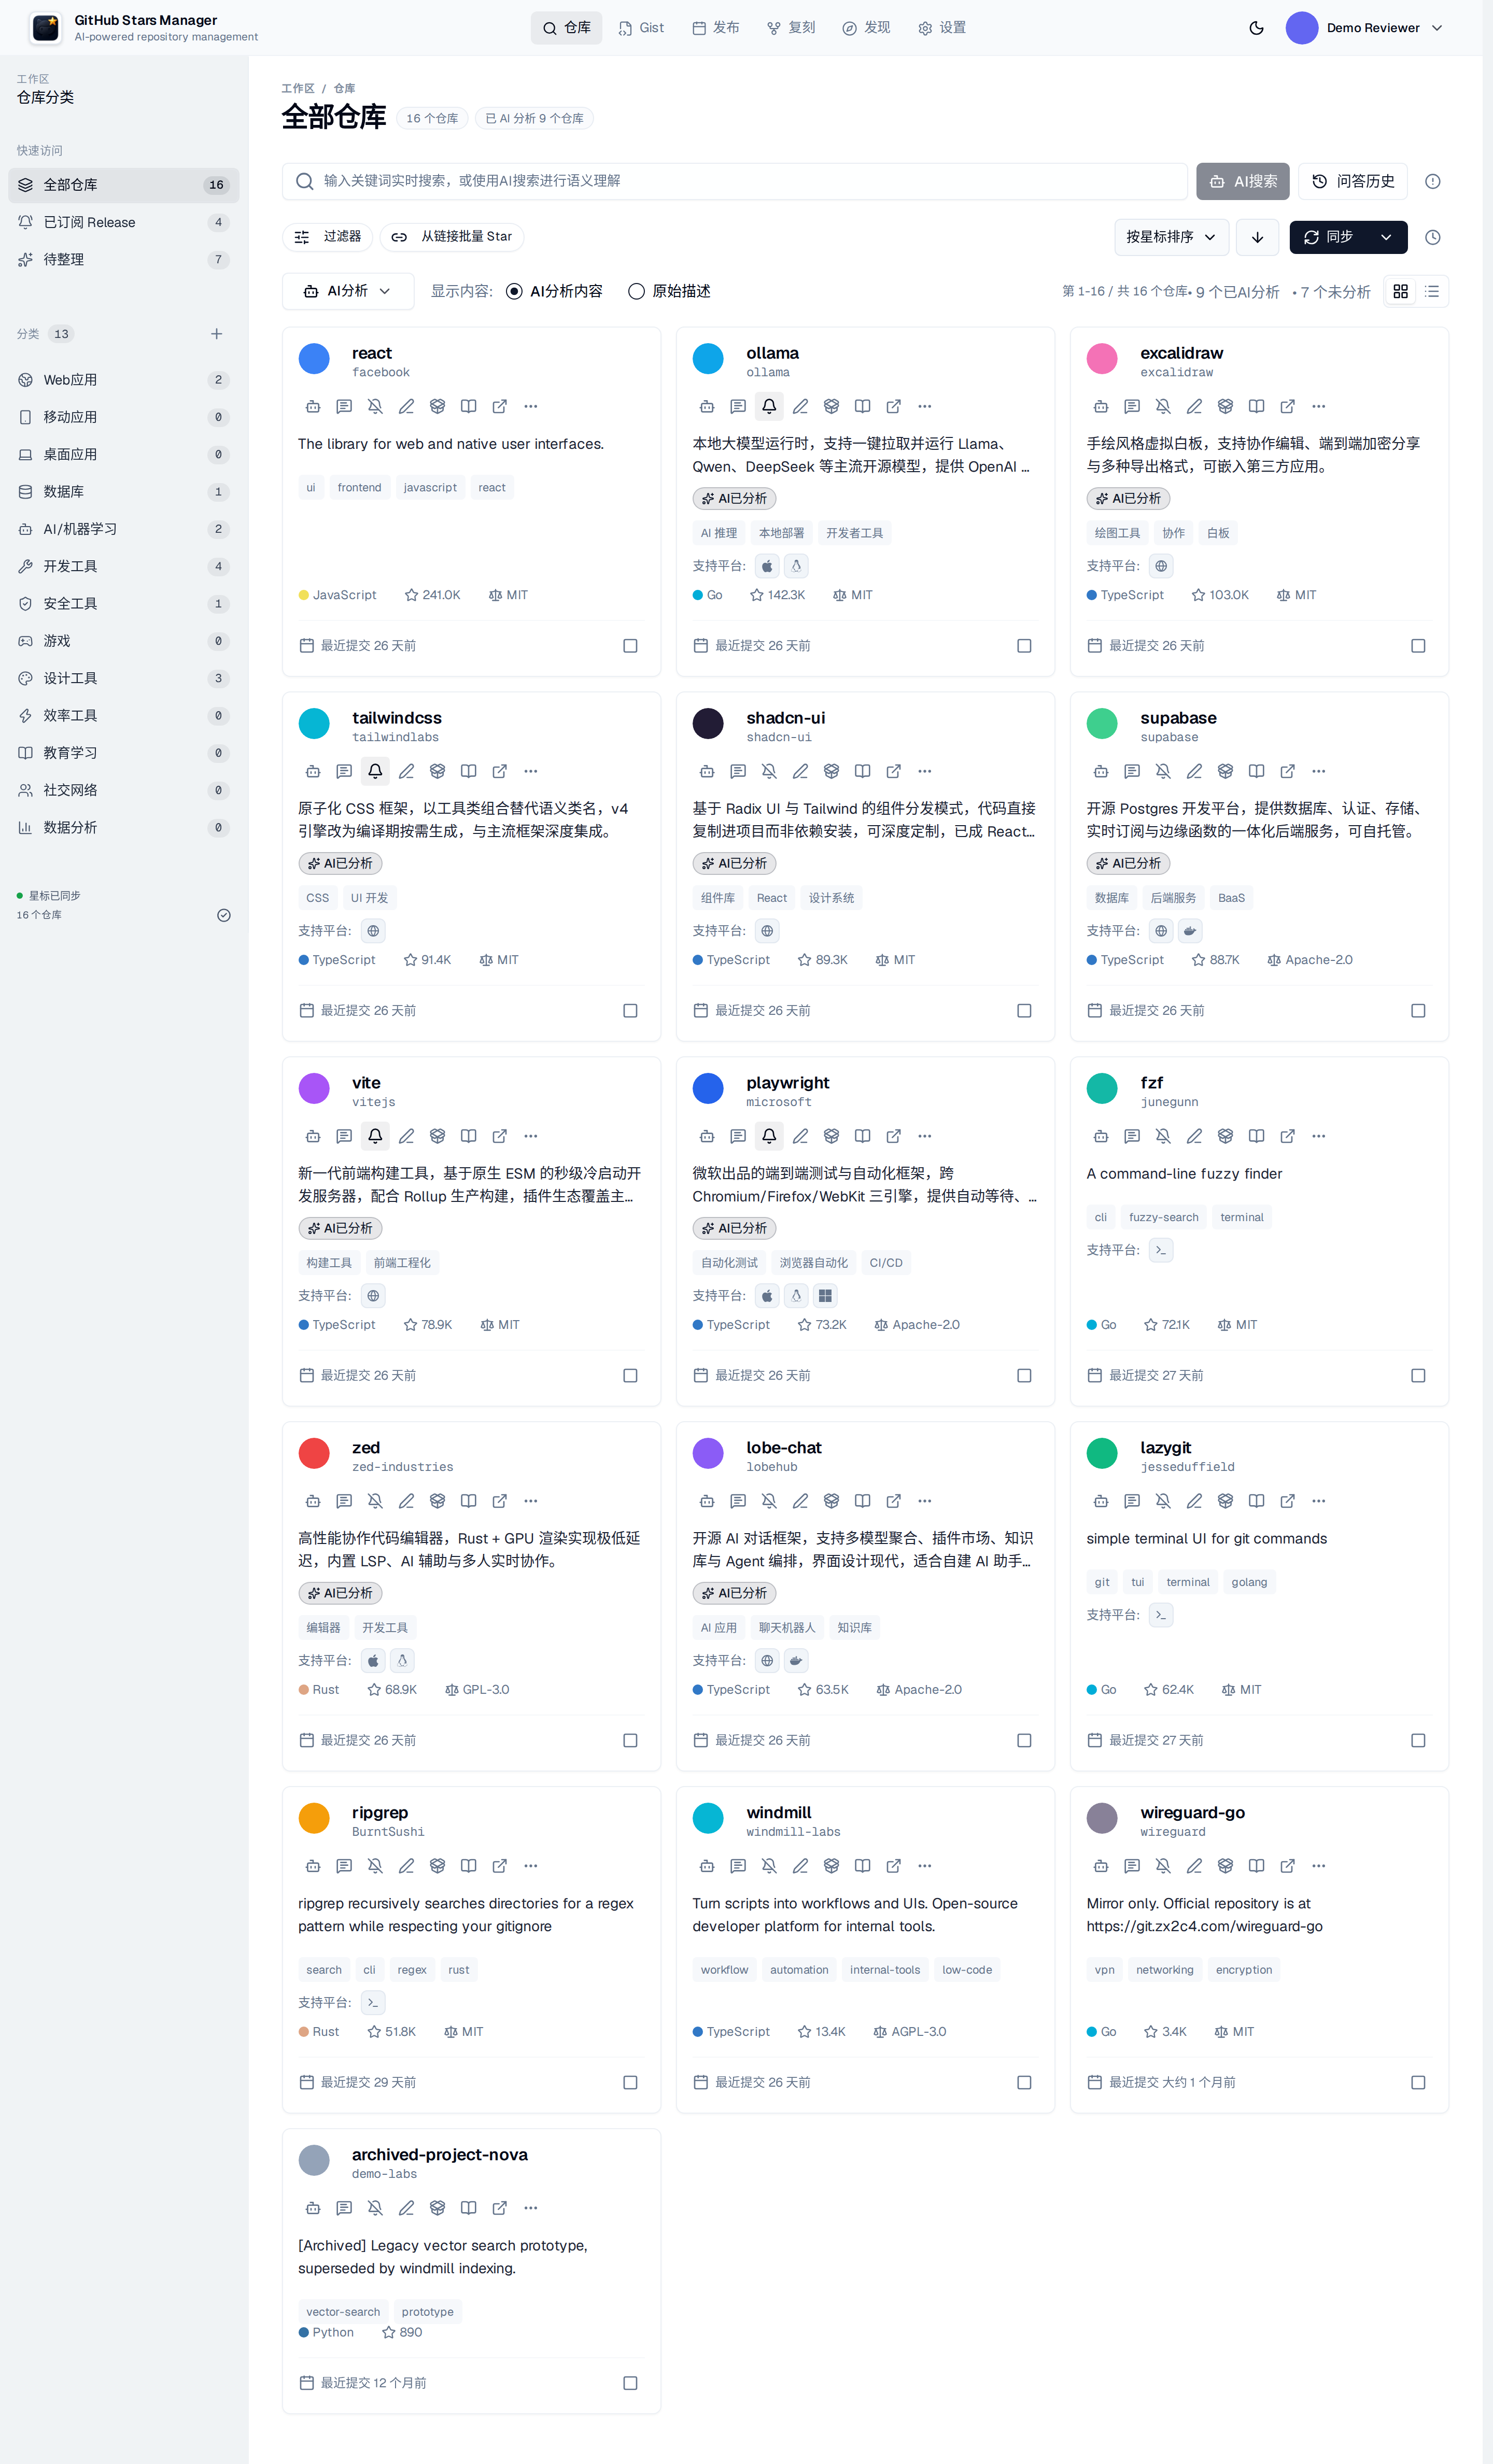 GitHub Stars Manager
AI-powered repository management
仓库
Gist
发布
复刻
发现
设置
Demo Reviewer
工作区
仓库分类
快速访问
全部仓库 16
已订阅 Release 4
待整理 7
分类 13
Web应用 2
移动应用 0
桌面应用 0
数据库 1
AI/机器学习 2
开发工具 4
安全工具 1
游戏 0
设计工具 3
效率工具 0
教育学习 0
社交网络 0
数据分析 0
星标已同步
16 个仓库
工作区 / 仓库
全部仓库 16 个仓库 已 AI 分析 9 个仓库
输入关键词实时搜索，或使用AI搜索进行语义理解
AI搜索
问答历史
过滤器
从链接批量 Star
按星标排序
同步
AI分析
显示内容: AI分析内容 原始描述
第 1-16 / 共 16 个仓库• 9 个已AI分析 • 7 个未分析
react
facebook
The library for web and native user interfaces.
ui frontend javascript react
JavaScript 241.0K MIT
最近提交 26 天前
ollama
ollama
本地大模型运行时，支持一键拉取并运行 Llama、
Qwen、DeepSeek 等主流开源模型，提供 OpenAI ...
AI已分析
AI 推理 本地部署 开发者工具
支持平台:
Go 142.3K MIT
最近提交 26 天前
excalidraw
excalidraw
手绘风格虚拟白板，支持协作编辑、端到端加密分享
与多种导出格式，可嵌入第三方应用。
AI已分析
绘图工具 协作 白板
支持平台:
TypeScript 103.0K MIT
最近提交 26 天前
tailwindcss
tailwindlabs
原子化 CSS 框架，以工具类组合替代语义类名，v4
引擎改为编译期按需生成，与主流框架深度集成。
AI已分析
CSS UI 开发
支持平台:
TypeScript 91.4K MIT
最近提交 26 天前
shadcn-ui
shadcn-ui
基于 Radix UI 与 Tailwind 的组件分发模式，代码直接
复制进项目而非依赖安装，可深度定制，已成 React...
AI已分析
组件库 React 设计系统
支持平台:
TypeScript 89.3K MIT
最近提交 26 天前
supabase
supabase
开源 Postgres 开发平台，提供数据库、认证、存储、
实时订阅与边缘函数的一体化后端服务，可自托管。
AI已分析
数据库 后端服务 BaaS
支持平台:
TypeScript 88.7K Apache-2.0
最近提交 26 天前
vite
vitejs
新一代前端构建工具，基于原生 ESM 的秒级冷启动开
发服务器，配合 Rollup 生产构建，插件生态覆盖主...
AI已分析
构建工具 前端工程化
支持平台:
TypeScript 78.9K MIT
最近提交 26 天前
playwright
microsoft
微软出品的端到端测试与自动化框架，跨
Chromium/Firefox/WebKit 三引擎，提供自动等待、...
AI已分析
自动化测试 浏览器自动化 CI/CD
支持平台:
TypeScript 73.2K Apache-2.0
最近提交 26 天前
fzf
junegunn
A command-line fuzzy finder
cli fuzzy-search terminal
支持平台:
Go 72.1K MIT
最近提交 27 天前
zed
zed-industries
高性能协作代码编辑器，Rust + GPU 渲染实现极低延
迟，内置 LSP、AI 辅助与多人实时协作。
AI已分析
编辑器 开发工具
支持平台:
Rust 68.9K GPL-3.0
最近提交 26 天前
lobe-chat
lobehub
开源 AI 对话框架，支持多模型聚合、插件市场、知识
库与 Agent 编排，界面设计现代，适合自建 AI 助手...
AI已分析
AI 应用 聊天机器人 知识库
支持平台:
TypeScript 63.5K Apache-2.0
最近提交 26 天前
lazygit
jesseduffield
simple terminal UI for git commands
git tui terminal golang
支持平台:
Go 62.4K MIT
最近提交 27 天前
ripgrep
BurntSushi
ripgrep recursively searches directories for a regex
pattern while respecting your gitignore
search cli regex rust
支持平台:
Rust 51.8K MIT
最近提交 29 天前
windmill
windmill-labs
Turn scripts into workflows and UIs. Open-source
developer platform for internal tools.
workflow automation internal-tools low-code
TypeScript 13.4K AGPL-3.0
最近提交 26 天前
wireguard-go
wireguard
Mirror only. Official repository is at
https://git.zx2c4.com/wireguard-go
vpn networking encryption
Go 3.4K MIT
最近提交 大约 1 个月前
archived-project-nova
demo-labs
[Archived] Legacy vector search prototype,
superseded by windmill indexing.
vector-search prototype
Python 890
最近提交 12 个月前